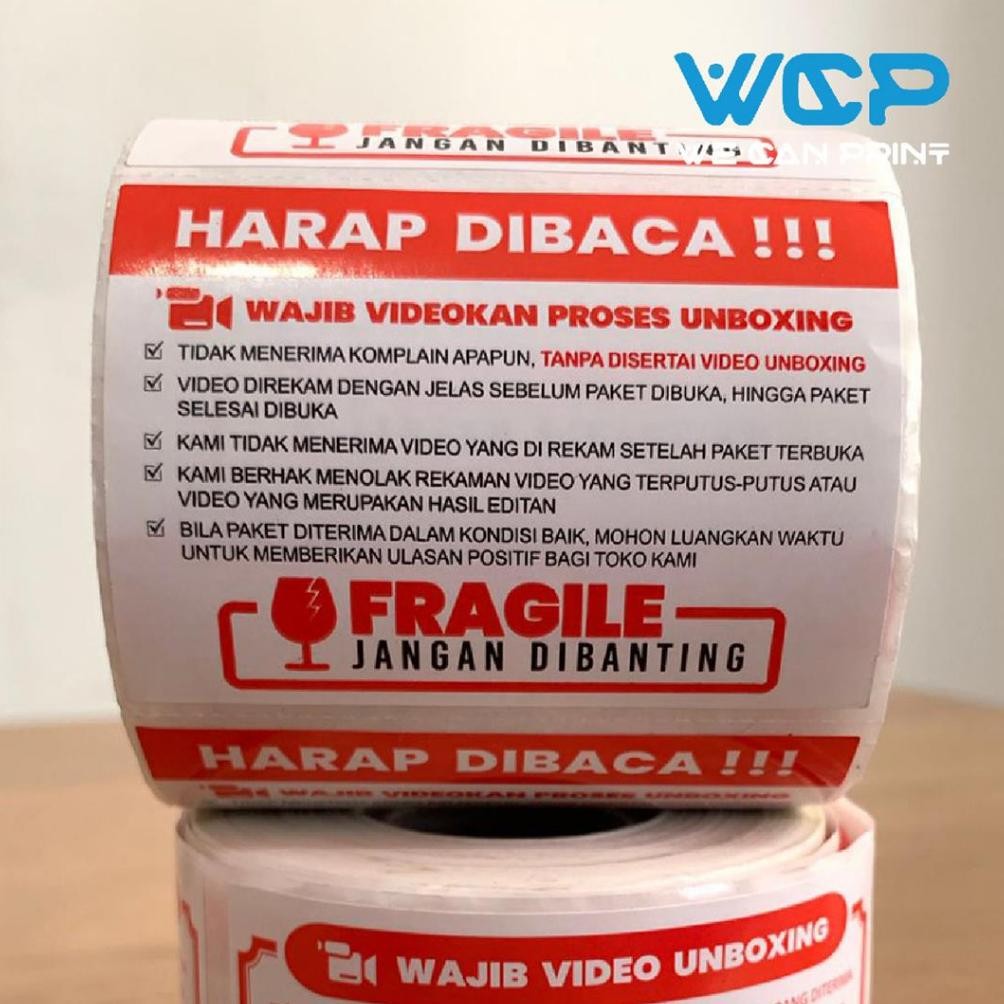 WCP
WE CAN PRINT
FRAGILE
JANGAN DIBANTING
HARAP DIBACA !!!
WAJIB VIDEOKAN PROSES UNBOXING
TIDAK MENERIMA KOMPLAIN APAPUN, TANPA DISERTAI VIDEO UNBOXING
VIDEO DIREKAM DENGAN JELAS SEBELUM PAKET DIBUKA, HINGGA PAKET
SELESAI DIBUKA
KAMI TIDAK MENERIMA VIDEO YANG DI REKAM SETELAH PAKET TERBUKA
KAMI BERHAK MENOLAK REKAMAN VIDEO YANG TERPUTUS-PUTUS ATAU
VIDEO YANG MERUPAKAN HASIL EDITAN
BILA PAKET DITERIMA DALAM KONDISI BAIK, MOHON LUANGKAN WAKTU
UNTUK MEMBERIKAN ULASAN POSITIF BAGI TOKO KAMI
FRAGILE
JANGAN DIBANTING
HARAP DIBACA !!!
WAJIB VIDEOKAN PROSES UNBOXING
WAJIB VIDEO UNBOXING